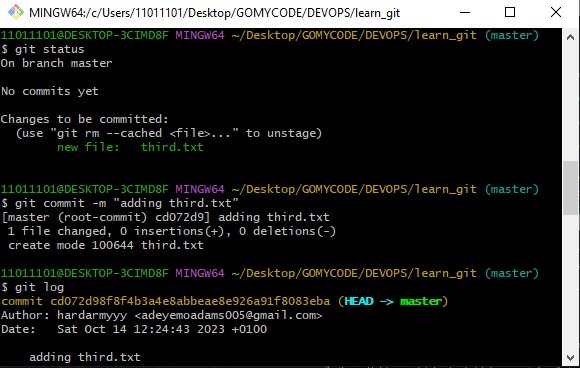 MINGW64:/c/Users/11011101/Desktop/GOMYCODE/DEVOPS/learn_git
11011101@DESKTOP-3CIMD8F MINGW64 ~/Desktop/GOMYCODE/DEVOPS/learn_git (master)
$ git status
On branch master
No commits yet
Changes to be committed:
  (use "git rm --cached <file>..." to unstage)
        new file:   third.txt
11011101@DESKTOP-3CIMD8F MINGW64 ~/Desktop/GOMYCODE/DEVOPS/learn_git (master)
$ git commit -m "adding third.txt"
[master (root-commit) cd072d9] adding third.txt
 1 file changed, 0 insertions(+), 0 deletions(-)
 create mode 100644 third.txt
11011101@DESKTOP-3CIMD8F MINGW64 ~/Desktop/GOMYCODE/DEVOPS/learn_git (master)
$ git log
commit cd072d98f8f4b3a4e8abbeae8e926a91f8083eba (HEAD -> master)
Author: hardarmyyy <adeyemoadams005@gmail.com>
Date:   Sat Oct 14 12:24:43 2023 +0100
    adding third.txt